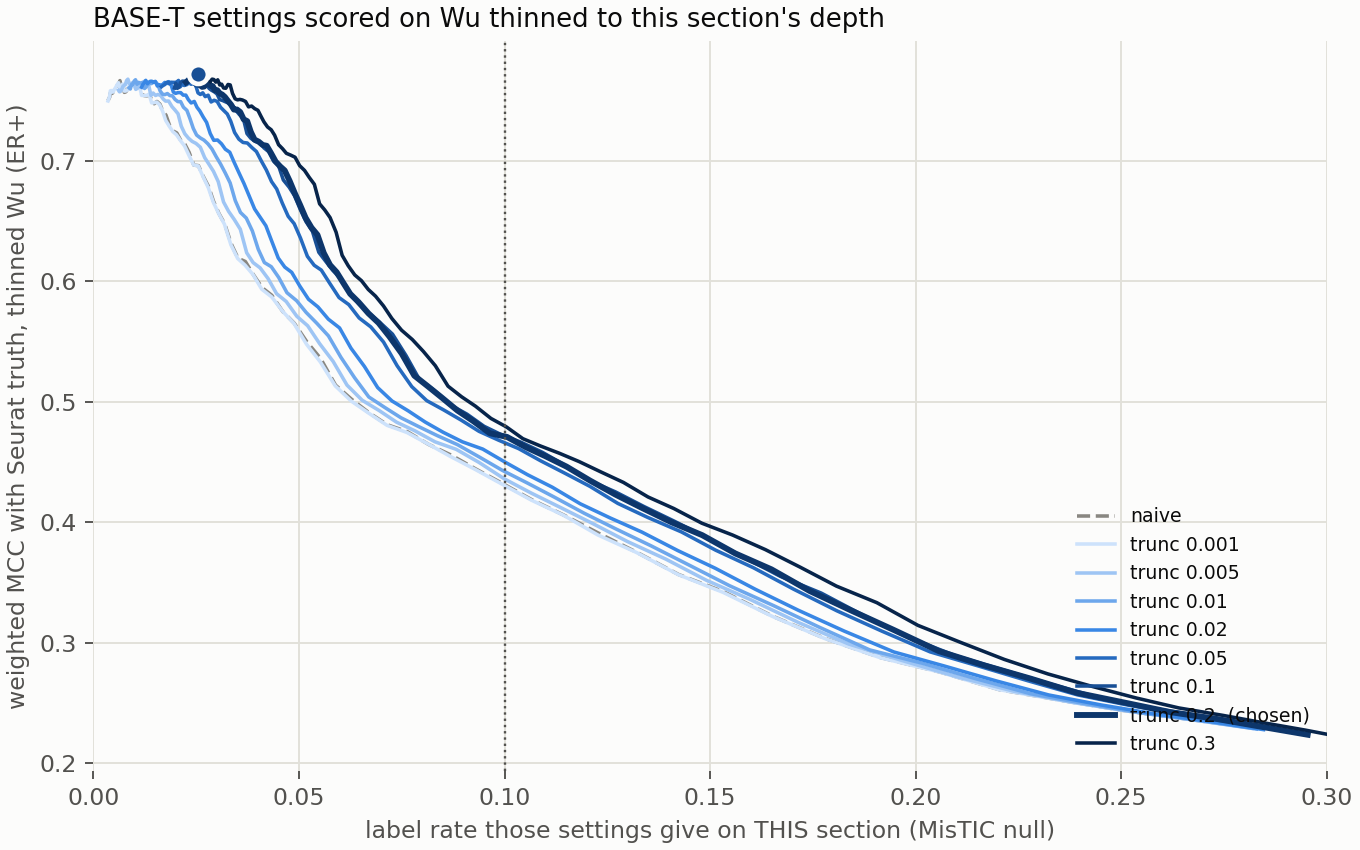 BASE-T settings scored on Wu thinned to this section's depth
weighted MCC with Seurat truth, thinned Wu (ER+)
0.7
0.6
0.5
0.4
0.3
0.2
naive
trunc 0.001
trunc 0.005
trunc 0.01
trunc 0.02
trunc 0.05
trunc 0.1
trunc 0.2 (chosen)
trunc 0.3
0.00 0.05 0.10 0.15 0.20 0.25 0.30
label rate those settings give on THIS section (MisTIC null)